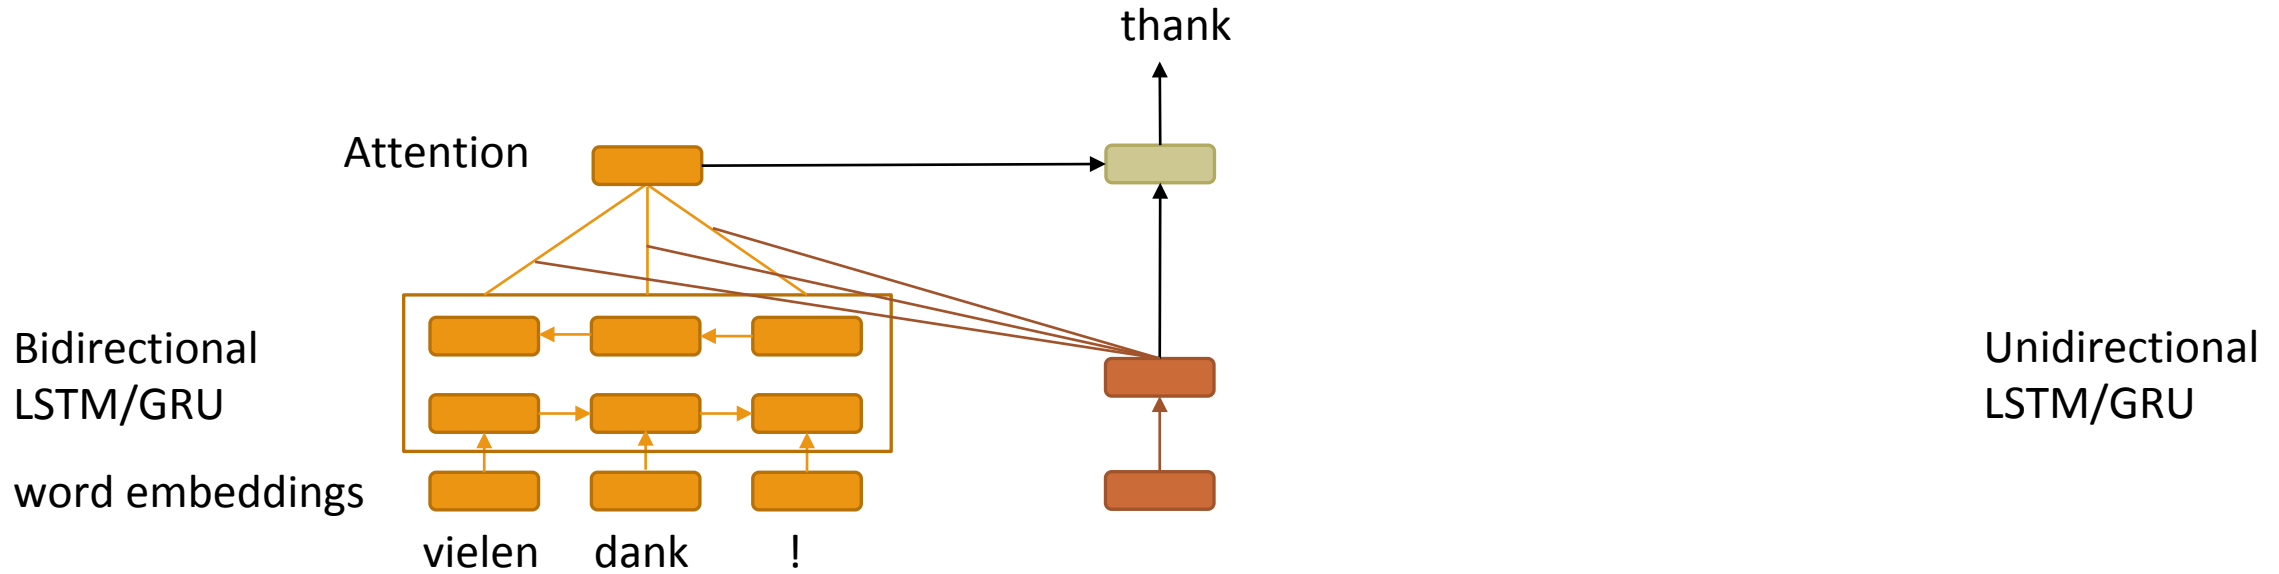 thank
Attention
Bidirectional
LSTM/GRU
Unidirectional
LSTM/GRU
word embeddings
vielen dank !